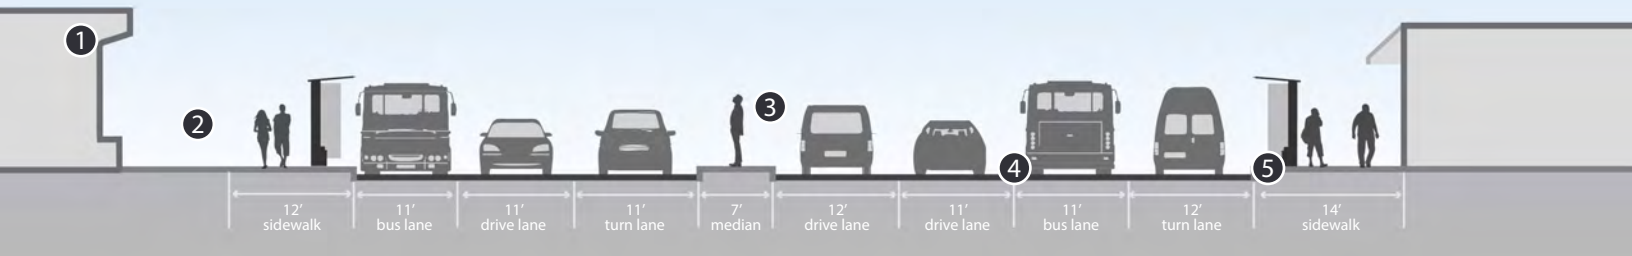 1
2
3
4
5
12’
sidewalk
11’
bus lane
11’
drive lane
11’
turn lane
7’
median
12’
drive lane
11’
drive lane
11’
bus lane
12’
turn lane
14’
sidewalk